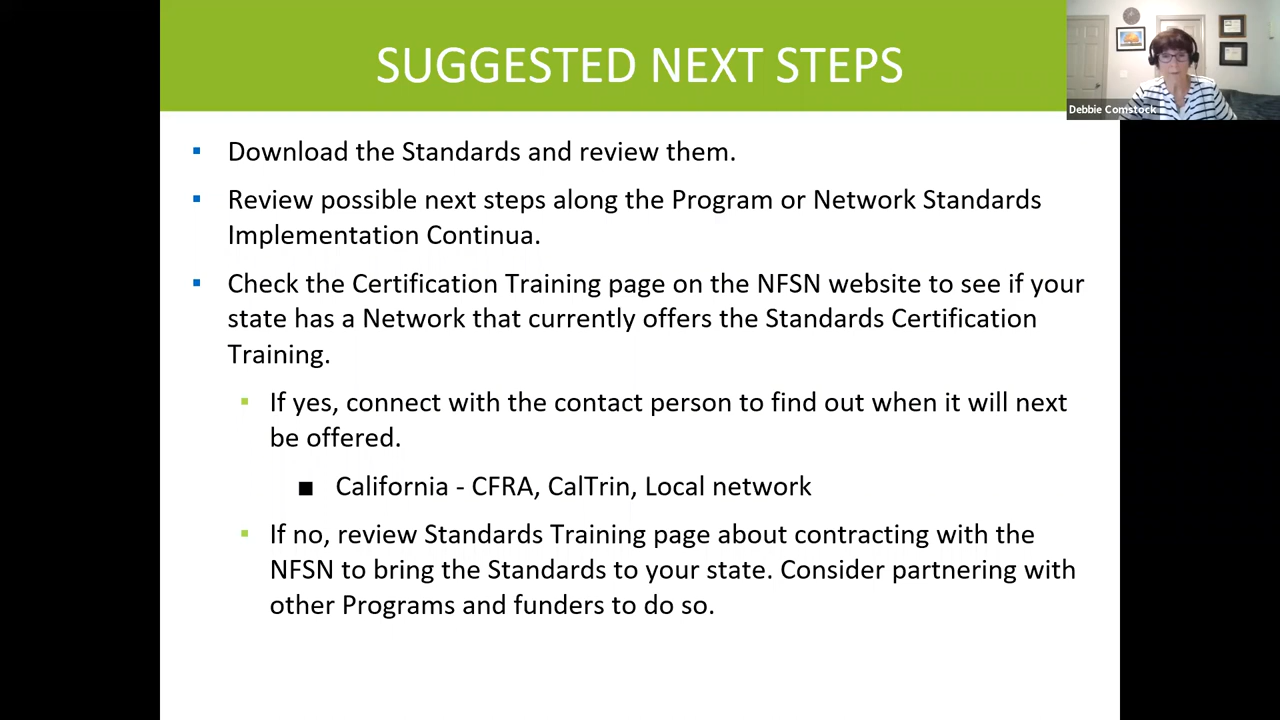 SUGGESTED NEXT STEPS
Debbie Comstock
▪ Download the Standards and review them.
▪ Review possible next steps along the Program or Network Standards
Implementation Continua.
▪ Check the Certification Training page on the NFSN website to see if your
state has a Network that currently offers the Standards Certification
Training.
▪ If yes, connect with the contact person to find out when it will next
be offered.
■ California - CFRA, CalTrin, Local network
▪ If no, review Standards Training page about contracting with the
NFSN to bring the Standards to your state. Consider partnering with
other Programs and funders to do so.